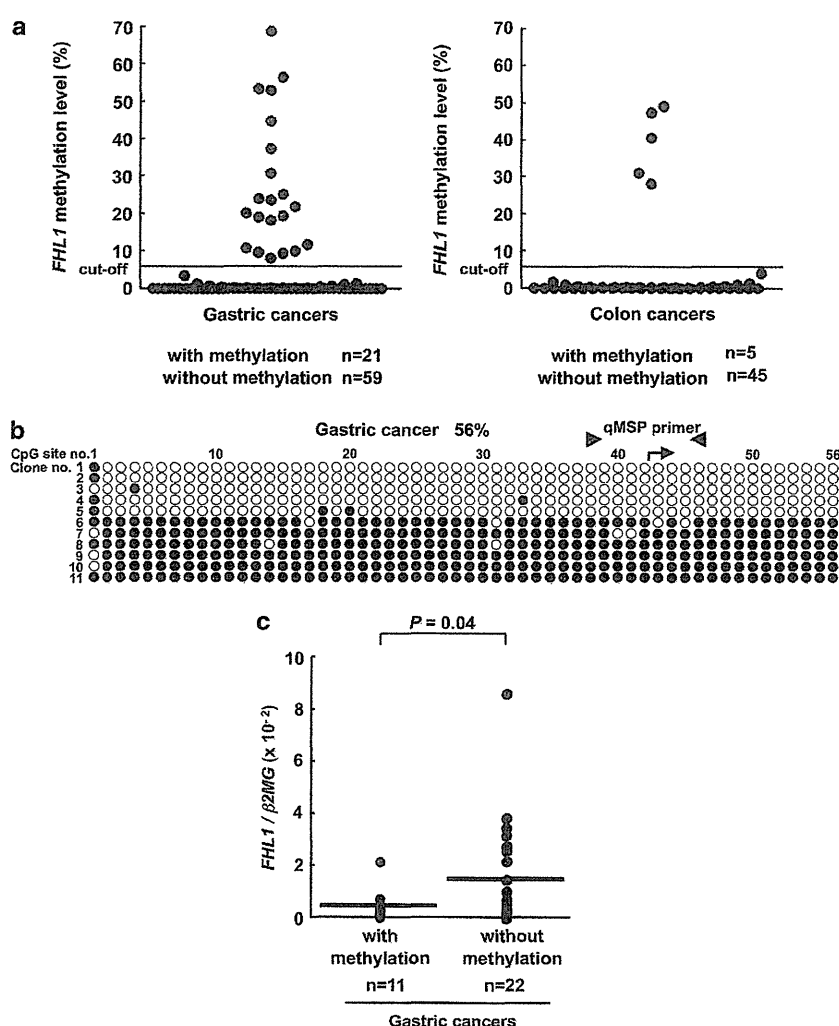 a
FHL1 methylation level (%)
70
60
50
40
30
20
10
cut-off
0
Gastric cancers
with methylation n=21
without methylation n=59
FHL1 methylation level (%)
70
60
50
40
30
20
10
cut-off
0
Colon cancers
with methylation n=5
without methylation n=45
b
Gastric cancer 56%
qMSP primer
CpG site no.1 10 20 30 40 50 56
Clone no. 1
2
3
4
5
6
7
8
9
10
11
c
P = 0.04
FHL1 / β2MG (x 10⁻²)
10
8
6
4
2
0
with methylation
n=11
without methylation
n=22
Gastric cancers